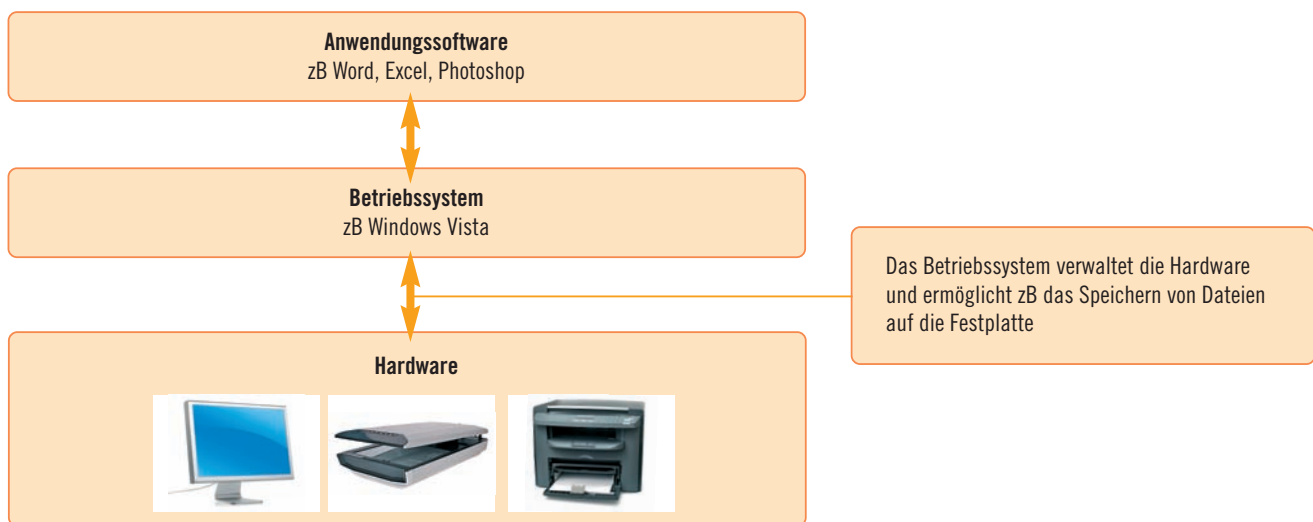 Anwendungssoftware
zB Word, Excel, Photoshop
Betriebssystem
zB Windows Vista
Das Betriebssystem verwaltet die Hardware
und ermöglicht zB das Speichern von Dateien
auf die Festplatte
Hardware